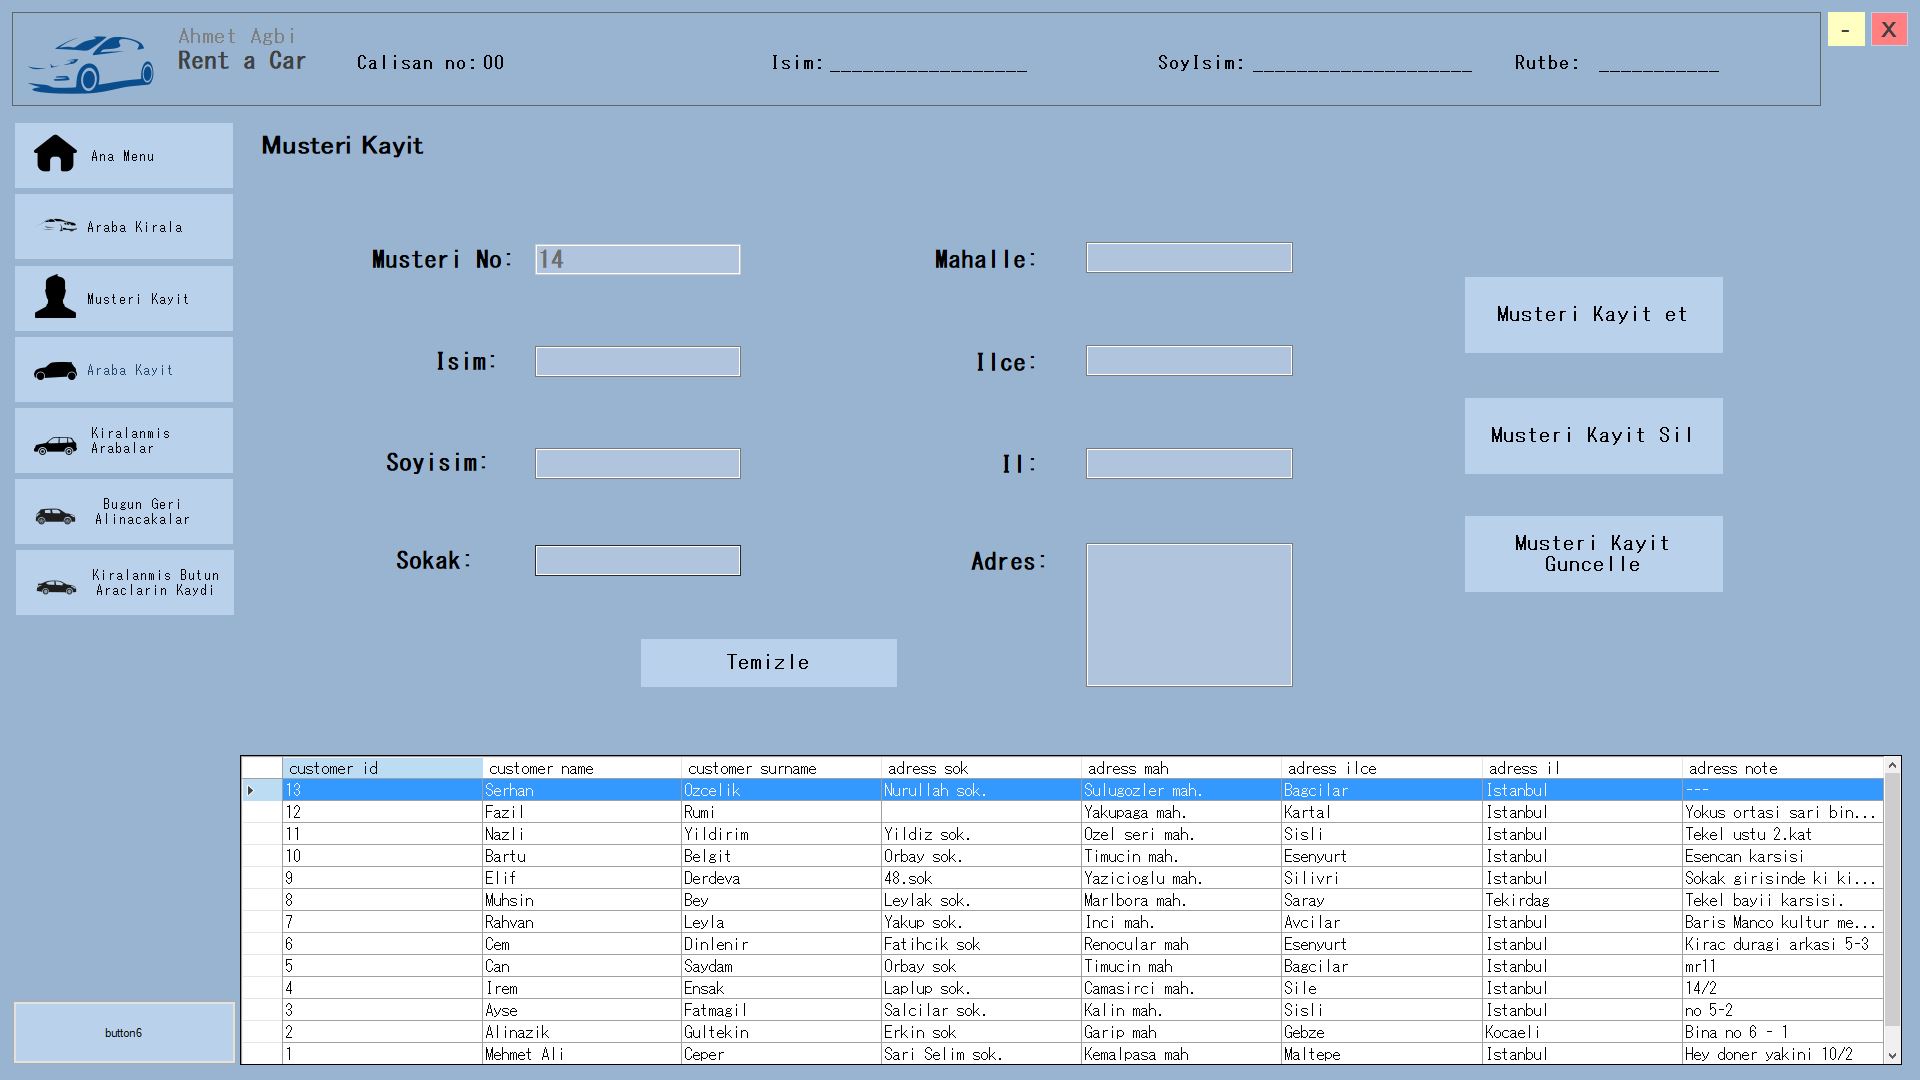 Ahmet Agbi
Rent a Car
Calisan no: 00
Isim: __________________
SoyIsim: ____________________
Rutbe: ___________
-
X
Ana Menu
Araba Kirala
Musteri Kayit
Araba Kayit
Kiralanmis
Arabalar
Bugun Geri
Alinacakalar
Kiralanmis Butun
Araclarin Kaydi
button6
Musteri Kayit
Musteri No: 14
Mahalle:
Isim:
Ilce:
Soyisim:
Il:
Sokak:
Adres:
Temizle
Musteri Kayit et
Musteri Kayit Sil
Musteri Kayit
Guncelle
customer id customer name customer surname adress sok adress mah adress ilce adress il adress note
13 Serhan Ozcelik Nurullah sok. Sulugozler mah. Bagcilar Istanbul ---
12 Fazil Rumi Yakupaga mah. Kartal Istanbul Yokus ortasi sari bin...
11 Nazli Yildirim Yildiz sok. Ozel seri mah. Sisli Istanbul Tekel ustu 2.kat
10 Bartu Belgit Orbay sok. Timucin mah. Esenyurt Istanbul Esencan karsisi
9 Elif Derdeva 48.sok Yazicioglu mah. Silivri Istanbul Sokak girisinde ki ki...
8 Muhsin Bey Leylak sok. Marlbora mah. Saray Tekirdag Tekel bayii karsisi.
7 Rahvan Leyla Yakup sok. Inci mah. Avcilar Istanbul Baris Manco kultur me...
6 Cem Dinlenir Fatihcik sok Renocular mah Esenyurt Istanbul Kirac duragi arkasi 5-3
5 Can Saydam Orbay sok Timucin mah Bagcilar Istanbul mr11
4 Irem Ensak Laplup sok. Camasirci mah. Sile Istanbul 14/2
3 Ayse Fatmagil Salcilar sok. Kalin mah. Sisli Istanbul no 5-2
2 Alinazik Gultekin Erkin sok Garip mah Gebze Kocaeli Bina no 6 - 1
1 Mehmet Ali Ceper Sari Selim sok. Kemalpasa mah Maltepe Istanbul Hey doner yakini 10/2